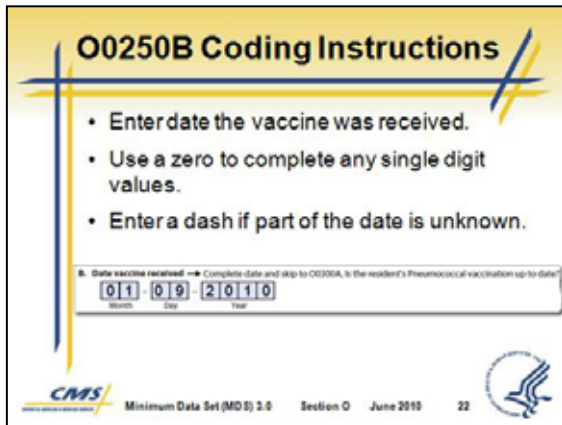 O0250B Coding Instructions
• Enter date the vaccine was received.
• Use a zero to complete any single digit
values.
• Enter a dash if part of the date is unknown.
B. Date vaccine received → Complete date and skip to O0300A, Is the resident's Pneumococcal vaccination up to date?
0 1 - 0 9 - 2 0 1 0
Month Day Year
CMS Minimum Data Set (MDS) 3.0 Section O June 2010 22